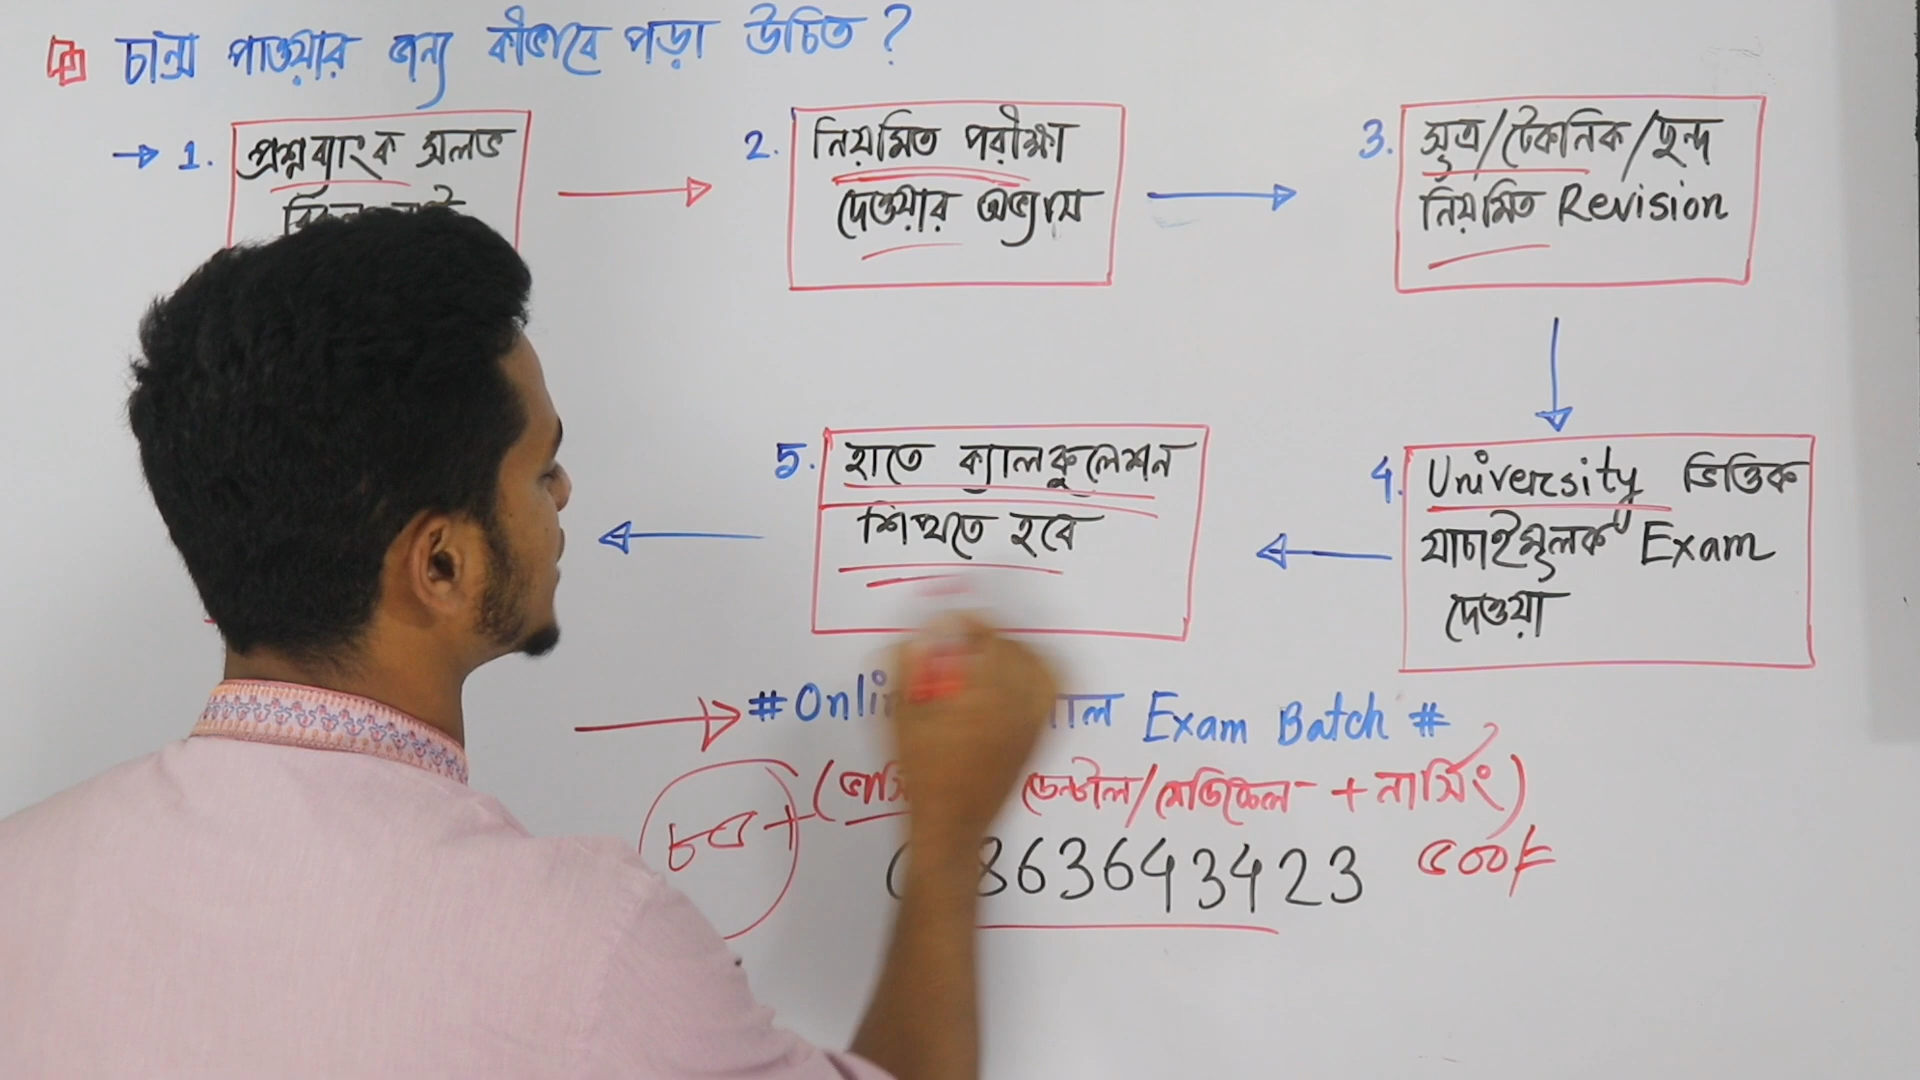 চান্স পাওয়ার জন্য কীভাবে পড়া উচিত ?
1. প্রশ্নব্যাংক সলভ
2. নিয়মিত পরীক্ষা
দেওয়ার অভ্যাস
3. সূত্র/টেকনিক/ছন্দ
নিয়মিত Revision
4. University ভিত্তিক
যাচাইমূলক Exam
দেওয়া
5. হাতে ক্যালকুলেশন
শিখতে হবে
# Exam Batch #
ডেন্টাল/মেডিকেল + নার্সিং)
863643423 ৫০০/=